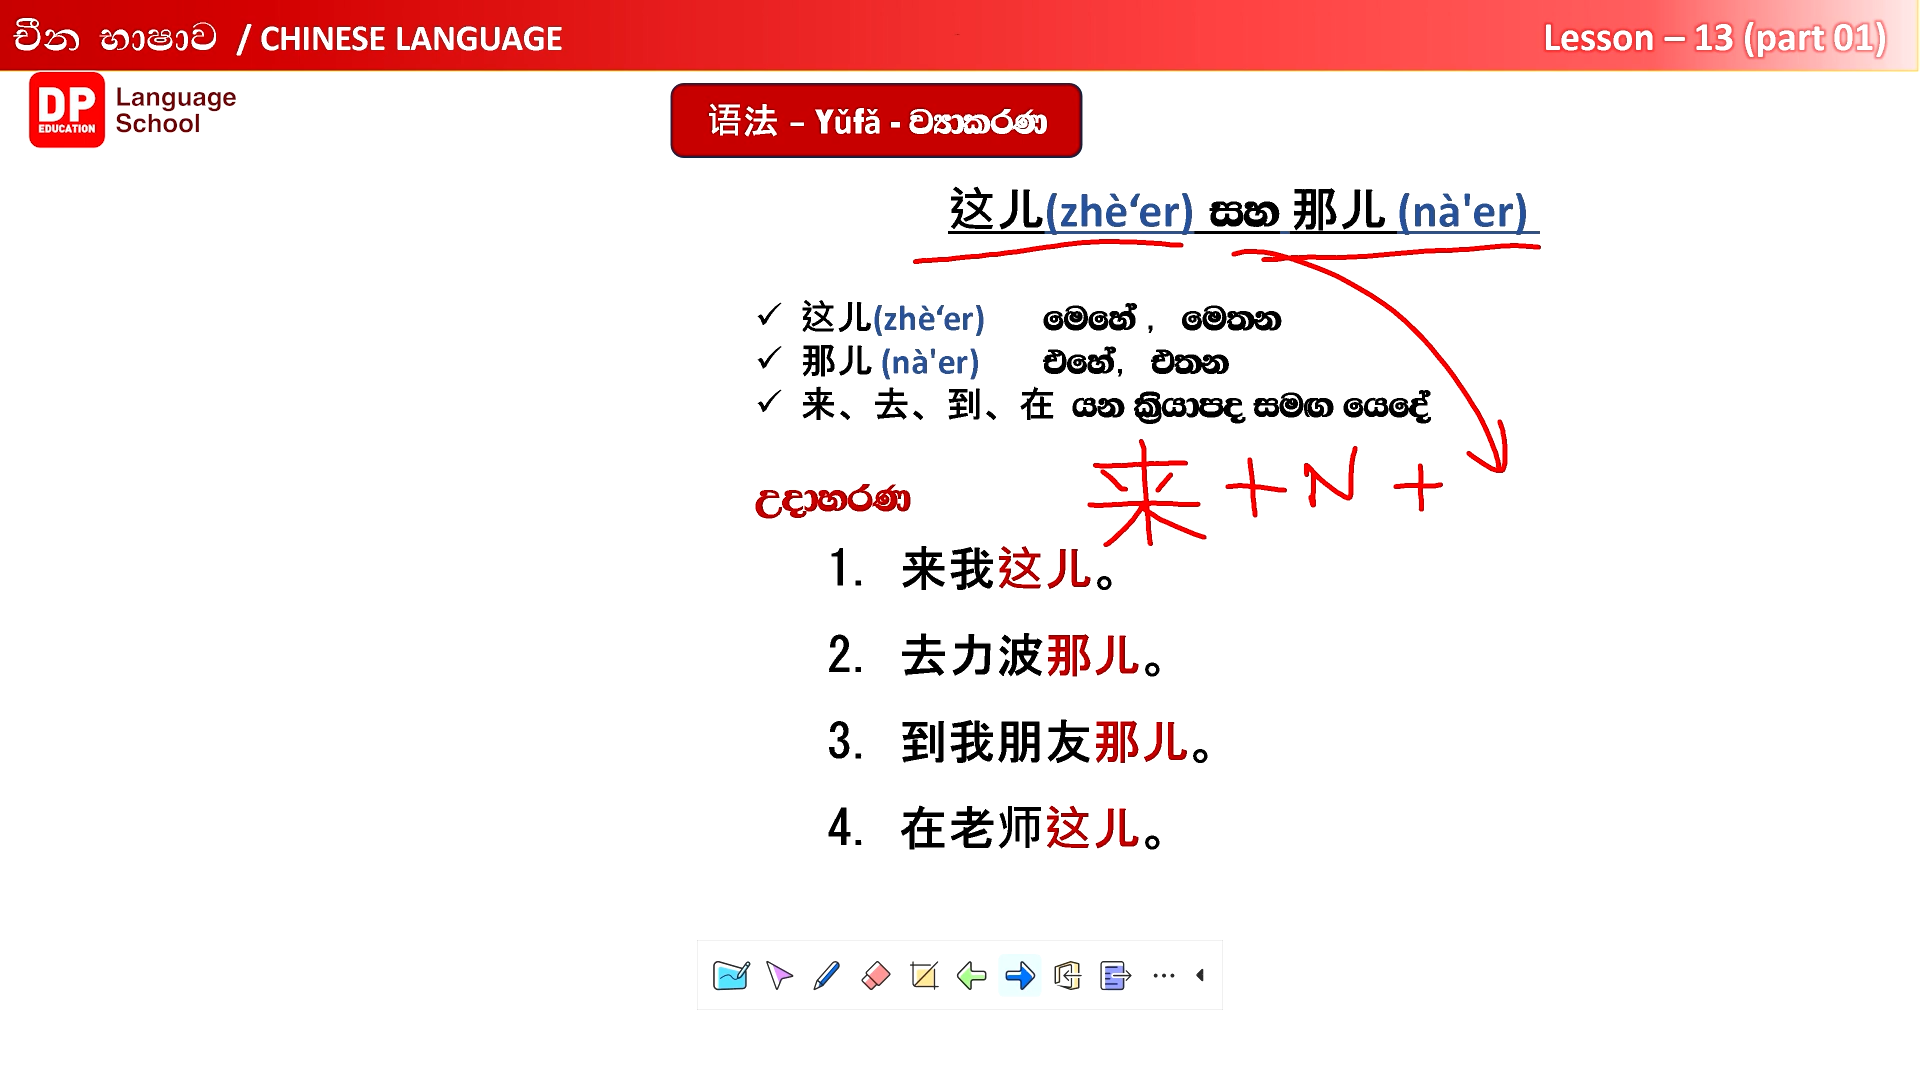 චීන භාෂාව / CHINESE LANGUAGE
Lesson – 13 (part 01)
DP EDUCATION
Language School
语法 – Yǔfǎ - ව්‍යාකරණ
这儿(zhè‘er) සහ 那儿 (nà'er)
✓ 这儿(zhè‘er) මෙහේ , මෙතන
✓ 那儿 (nà'er) එහේ, එතන
✓ 来、去、到、在 යන ක්‍රියාපද සමඟ යෙදේ
来 + N +
උදාහරණ
1. 来我这儿。
2. 去力波那儿。
3. 到我朋友那儿。
4. 在老师这儿。